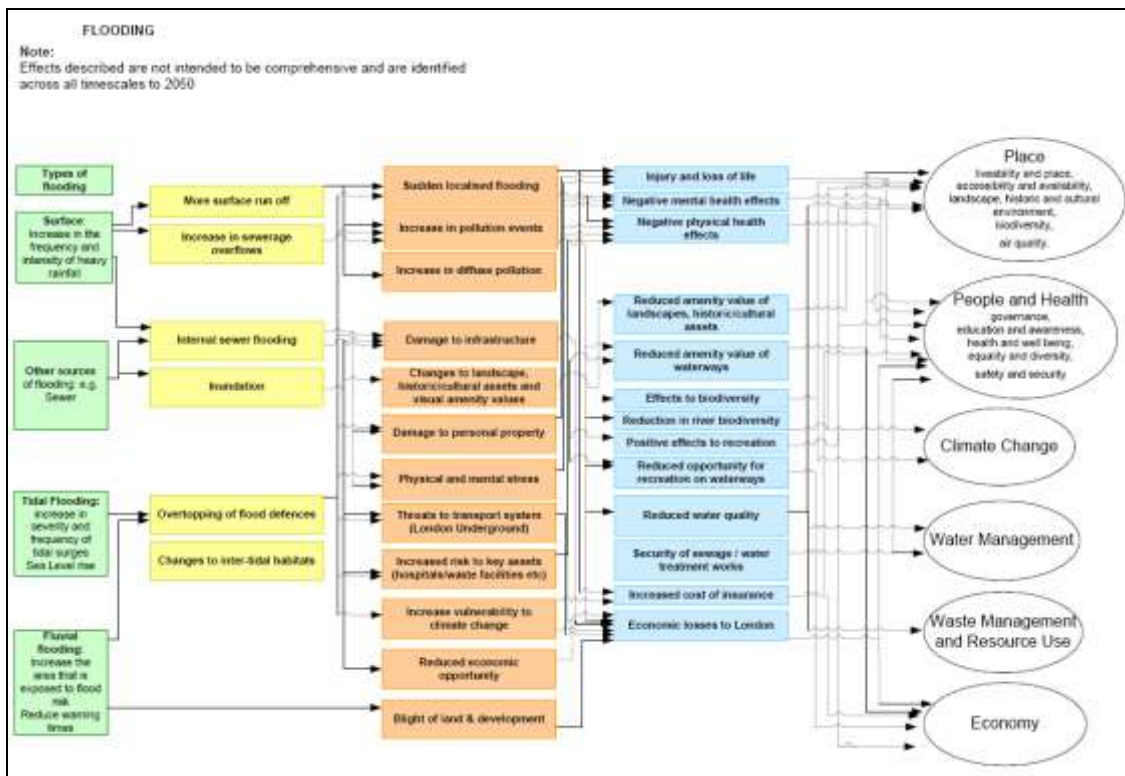 FLOODING
Note:
Effects described are not intended to be comprehensive and are identified
across all timescales to 2050
Types of
flooding
Surface:
Increase in the
frequency and
intensity of heavy
rainfall
Other sources
of flooding: e.g.
Sewer
Tidal Flooding:
increase in
severity and
frequency of
tidal surges
Sea Level rise
Fluvial
flooding:
Increase the
area that is
exposed to flood
risk
Reduce warning
times
More surface run off
Increase in sewerage
overflows
Internal sewer flooding
Inundation
Overtopping of flood defences
Changes to inter-tidal habitats
Sudden localised flooding
Increase in pollution events
Increase in diffuse pollution
Damage to infrastructure
Changes to landscape,
historic/cultural assets and
visual amenity values
Damage to personal property
Physical and mental stress
Threats to transport system
(London Underground)
Increased risk to key assets
(hospitals/waste facilities etc)
Increase vulnerability to
climate change
Reduced economic
opportunity
Blight of land & development
Injury and loss of life
Negative mental health effects
Negative physical health
effects
Reduced amenity value of
landscapes, historic/cultural
assets
Reduced amenity value of
waterways
Effects to biodiversity
Reduction in river biodiversity
Positive effects to recreation
Reduced opportunity for
recreation on waterways
Reduced water quality
Security of sewage / water
treatment works
Increased cost of insurance
Economic losses to London
Place
liveability and place,
accessibility and availability,
landscape, historic and cultural
environment,
biodiversity,
air quality.
People and Health
governance,
education and awareness,
health and well being,
equality and diversity,
safety and security
Climate Change
Water Management
Waste Management
and Resource Use
Economy